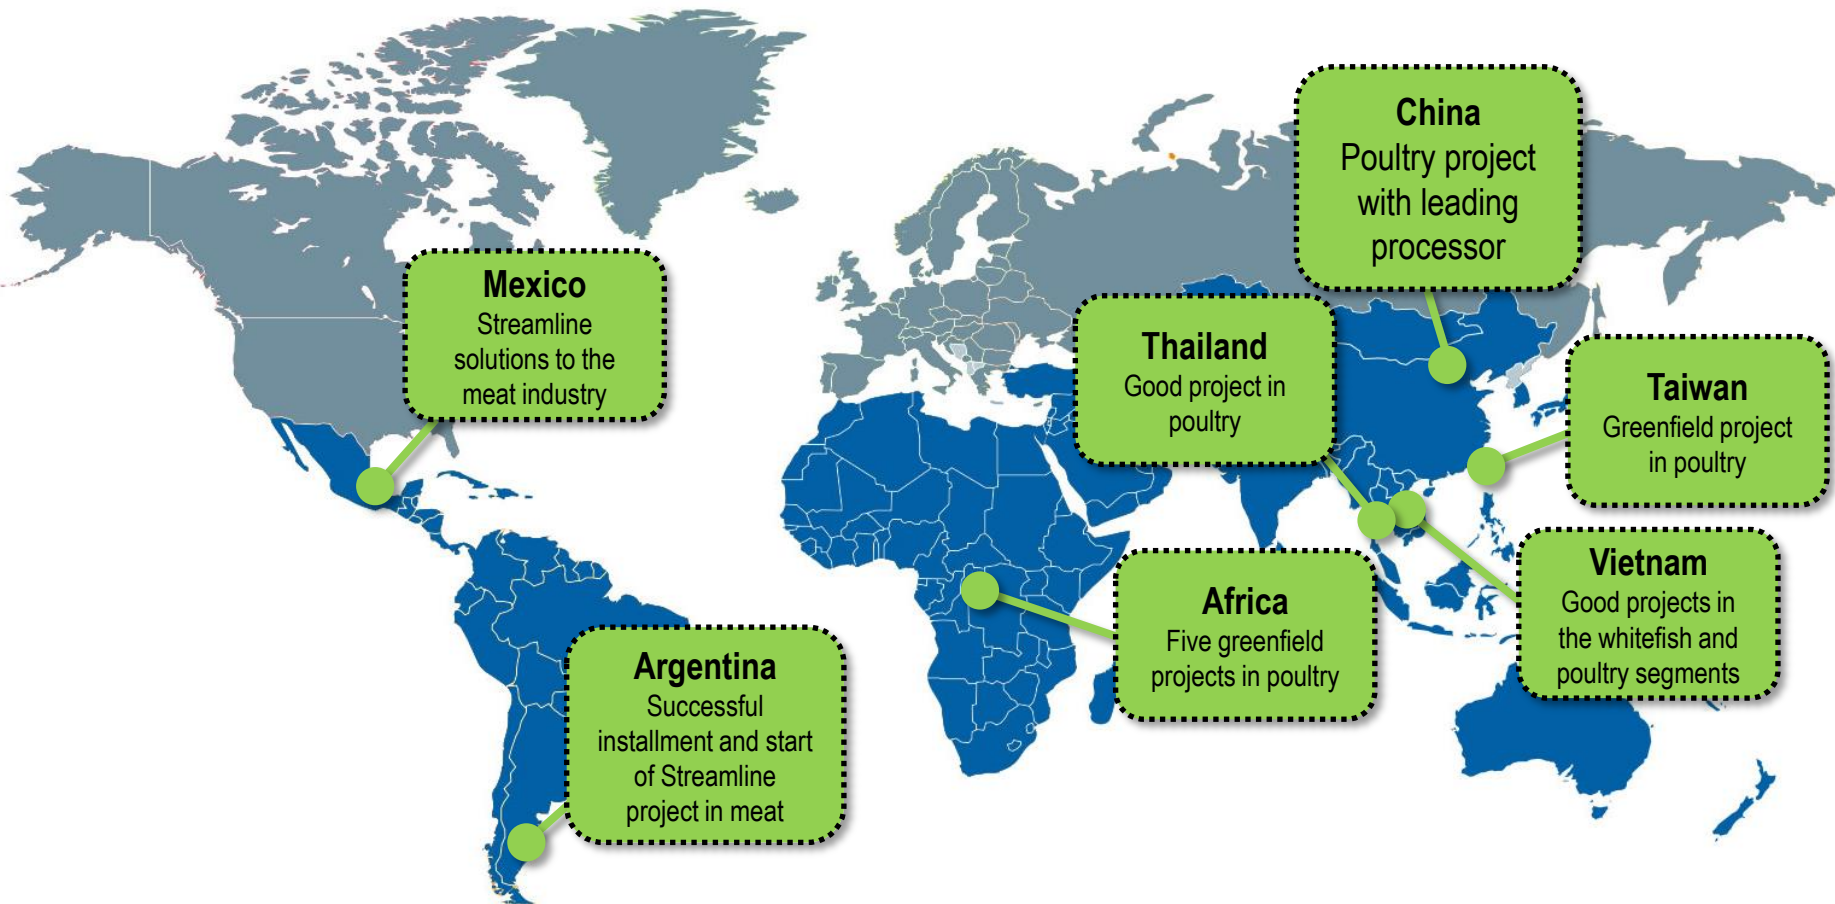 China
Poultry project
with leading
processor
Mexico
Streamline
solutions to the
meat industry
Thailand
Good project in
poultry
Taiwan
Greenfield project
in poultry
Vietnam
Good projects in
the whitefish and
poultry segments
Africa
Five greenfield
projects in poultry
Argentina
Successful
installment and start
of Streamline
project in meat